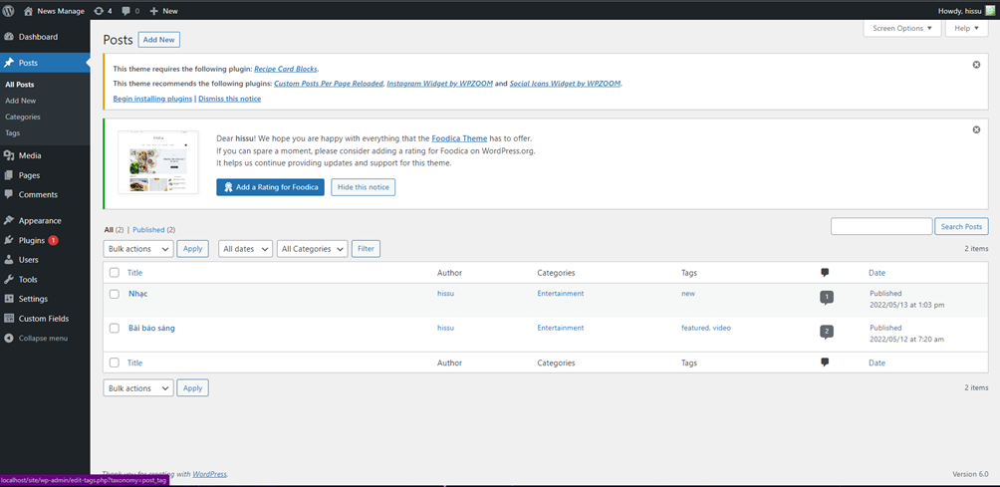 News Manage 4 0 New
Howdy, hissu
Screen Options
Help
Dashboard
Posts
All Posts
Add New
Categories
Tags
Media
Pages
Comments
Appearance
Plugins 1
Users
Tools
Settings
Custom Fields
Collapse menu
Posts Add New
This theme requires the following plugin: Recipe Card Blocks.
This theme recommends the following plugins: Custom Posts Per Page Reloaded, Instagram Widget by WPZOOM and Social Icons Widget by WPZOOM.
Begin installing plugins | Dismiss this notice
Dear hissu! We hope you are happy with everything that the Foodica Theme has to offer.
If you can spare a moment, please consider adding a rating for Foodica on WordPress.org.
It helps us continue providing updates and support for this theme.
Add a Rating for Foodica Hide this notice
All (2) | Published (2)
Search Posts
Bulk actions Apply All dates All Categories Filter
2 items
Title Author Categories Tags Date
Nhạc hissu Entertainment new 1 Published
2022/05/13 at 1:03 pm
Bài báo sáng hissu Entertainment featured, video 2 Published
2022/05/12 at 7:20 am
Title Author Categories Tags Date
Bulk actions Apply
2 items
Thank you for creating with WordPress.
Version 6.0
localhost/site/wp-admin/edit-tags.php?taxonomy=post_tag